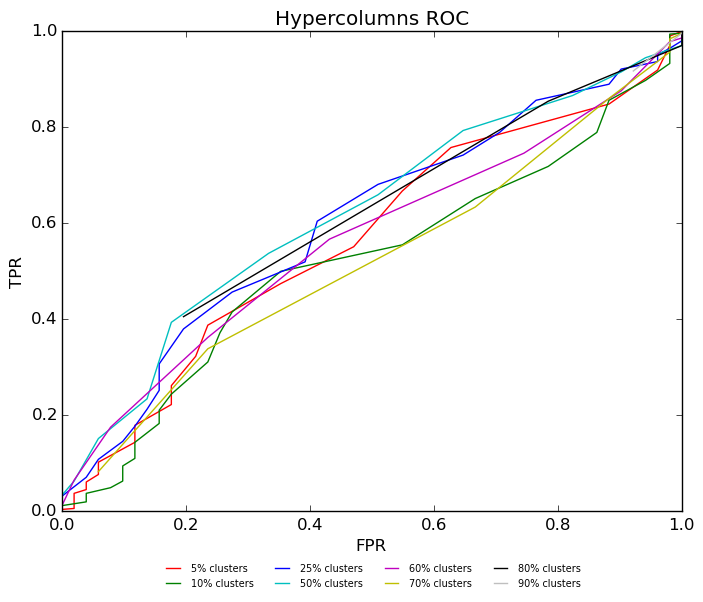 Hypercolumns ROC
1.0
0.8
0.6
0.4
0.2
0.0
TPR
0.0 0.2 0.4 0.6 0.8 1.0
FPR
5% clusters 25% clusters 60% clusters 80% clusters
10% clusters 50% clusters 70% clusters 90% clusters